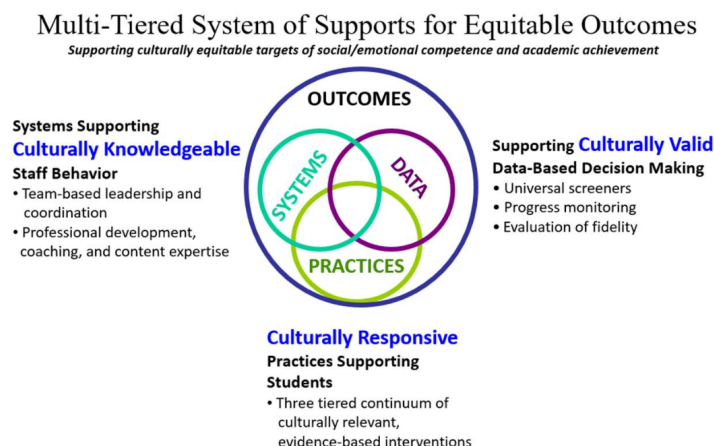 Multi-Tiered System of Supports for Equitable Outcomes
Supporting culturally equitable targets of social/emotional competence and academic achievement
OUTCOMES
SYSTEMS
DATA
PRACTICES
Systems Supporting
Culturally Knowledgeable
Staff Behavior
• Team-based leadership and
coordination
• Professional development,
coaching, and content expertise
Supporting Culturally Valid
Data-Based Decision Making
• Universal screeners
• Progress monitoring
• Evaluation of fidelity
Culturally Responsive
Practices Supporting
Students
• Three tiered continuum of
culturally relevant,
evidence-based interventions